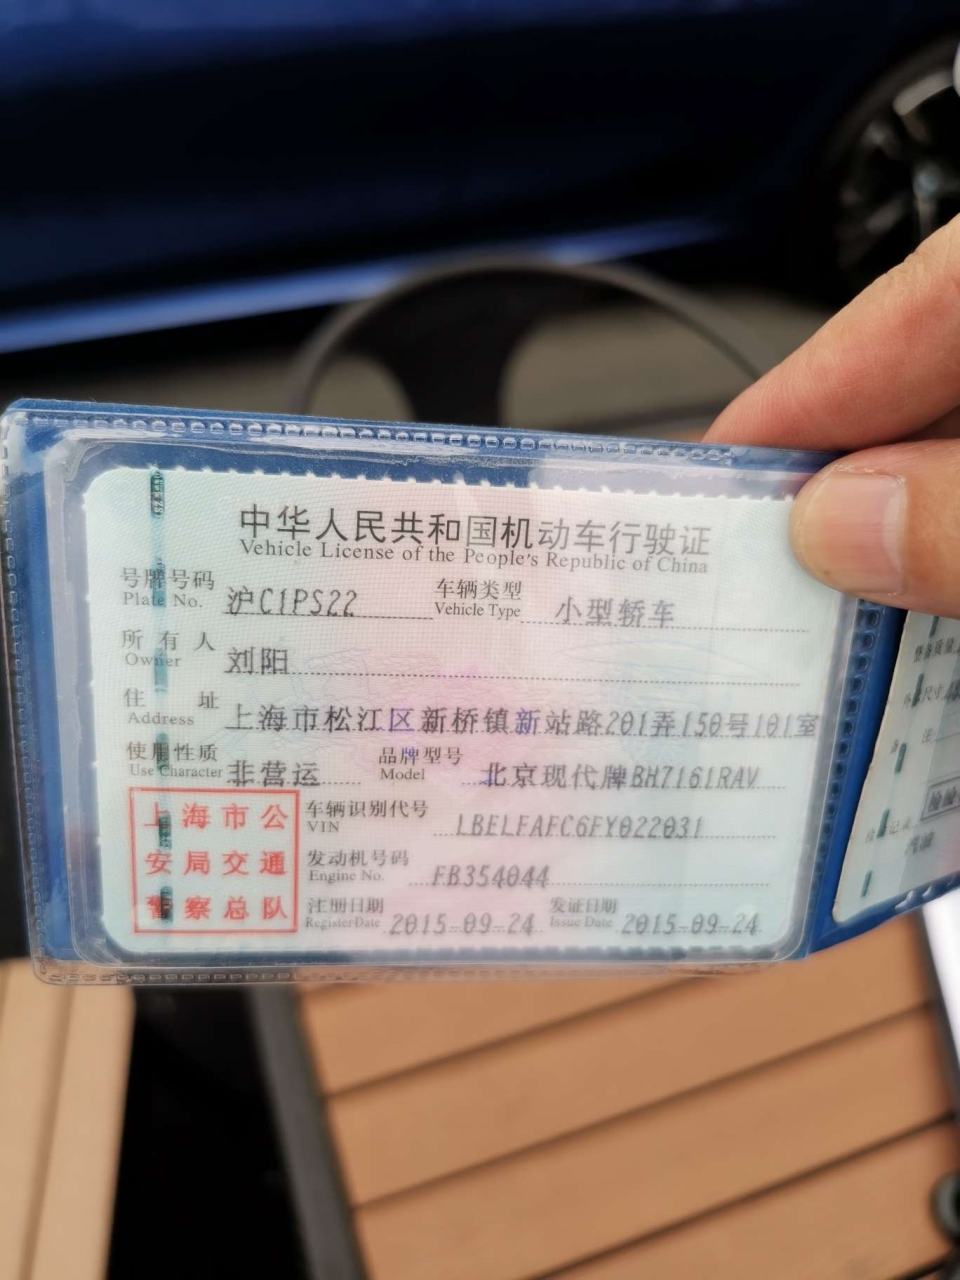 中华人民共和国机动车行驶证
Vehicle License of the People's Republic of China
号牌号码 沪C1PS22 车辆类型 小型轿车
Plate No. Vehicle Type
所有人 刘阳
Owner
住址 上海市松江区新桥镇新站路201弄150号101室
Address
使用性质 非营运 品牌型号 北京现代牌BH7161RAV
Use Character Model
上海市公
安局交通
警察总队
车辆识别代号 LBELFAFC6FY022031
VIN
发动机号码 FB354044
Engine No.
注册日期 2015-09-24 发证日期 2015-09-24
Register Date Issue Date
整备质量